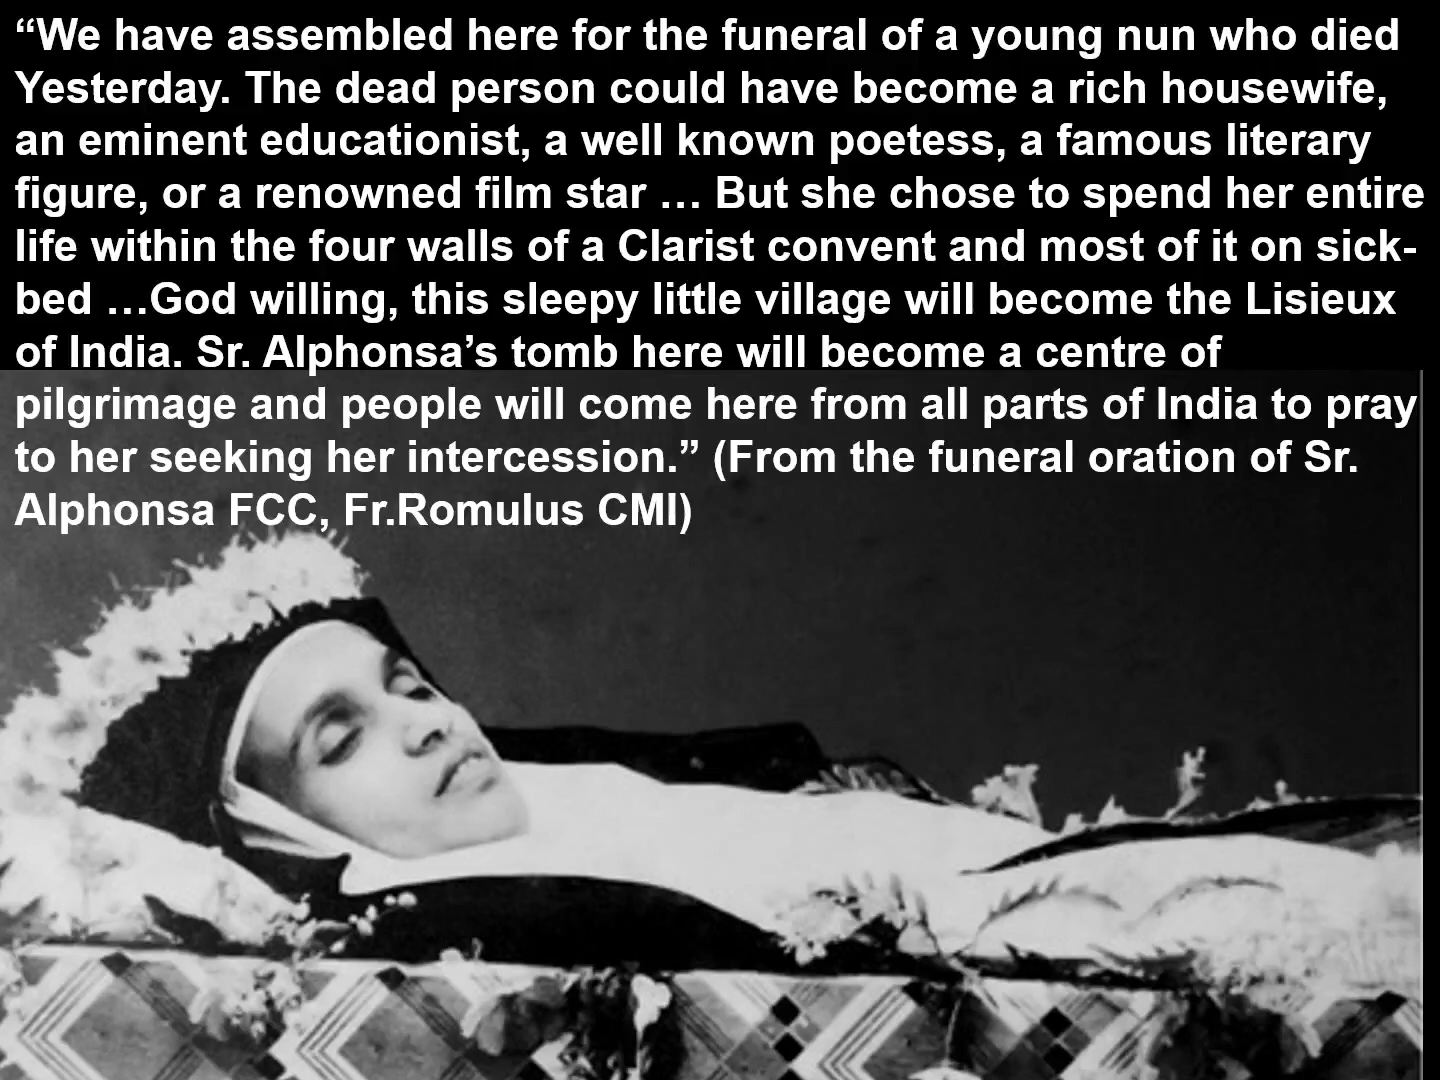 “We have assembled here for the funeral of a young nun who died
Yesterday. The dead person could have become a rich housewife,
an eminent educationist, a well known poetess, a famous literary
figure, or a renowned film star … But she chose to spend her entire
life within the four walls of a Clarist convent and most of it on sick-
bed …God willing, this sleepy little village will become the Lisieux
of India. Sr. Alphonsa’s tomb here will become a centre of
pilgrimage and people will come here from all parts of India to pray
to her seeking her intercession.” (From the funeral oration of Sr.
Alphonsa FCC, Fr.Romulus CMI)